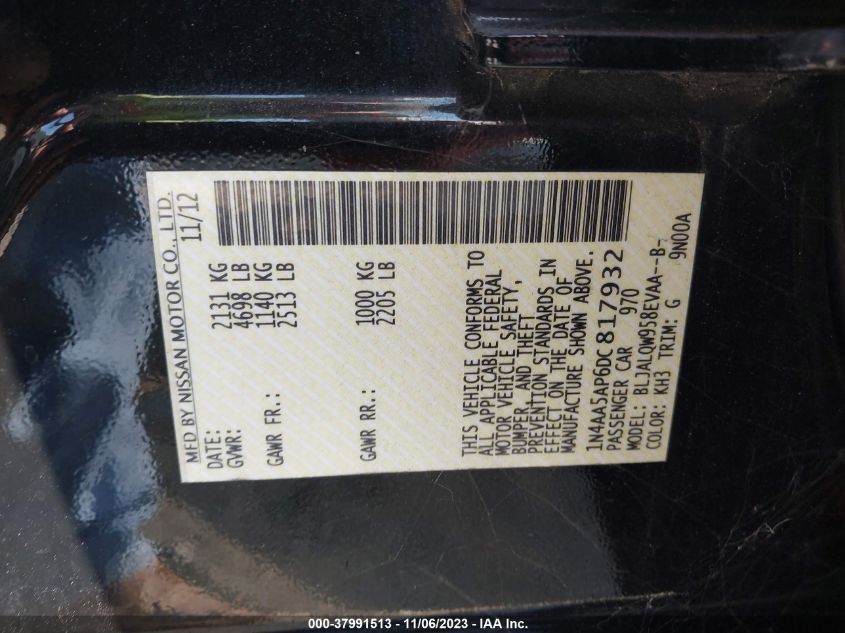 MFD BY NISSAN MOTOR CO., LTD.
DATE: 11/12
GVWR: 2131 KG
4698 LB
GAWR FR.: 1140 KG
2513 LB
GAWR RR.: 1000 KG
2205 LB
THIS VEHICLE CONFORMS TO
ALL APPLICABLE FEDERAL
MOTOR VEHICLE SAFETY,
BUMPER, AND THEFT
PREVENTION STANDARDS IN
EFFECT ON THE DATE OF
MANUFACTURE SHOWN ABOVE.
1N4AA5AP6DC817932
PASSENGER CAR 970
MODEL: BLJALQW958EVAA--B-
COLOR: KH3 TRIM: G 9N00A
000-37991513 - 11/06/2023 - IAA Inc.